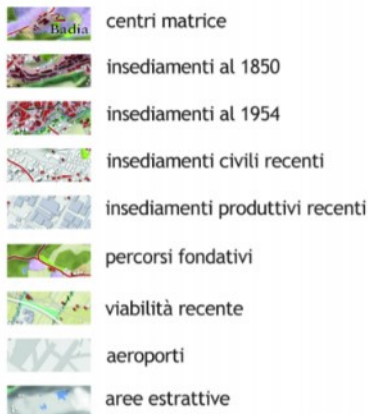 Badia
centri matrice
insediamenti al 1850
insediamenti al 1954
insediamenti civili recenti
insediamenti produttivi recenti
percorsi fondativi
viabilità recente
aeroporti
aree estrattive